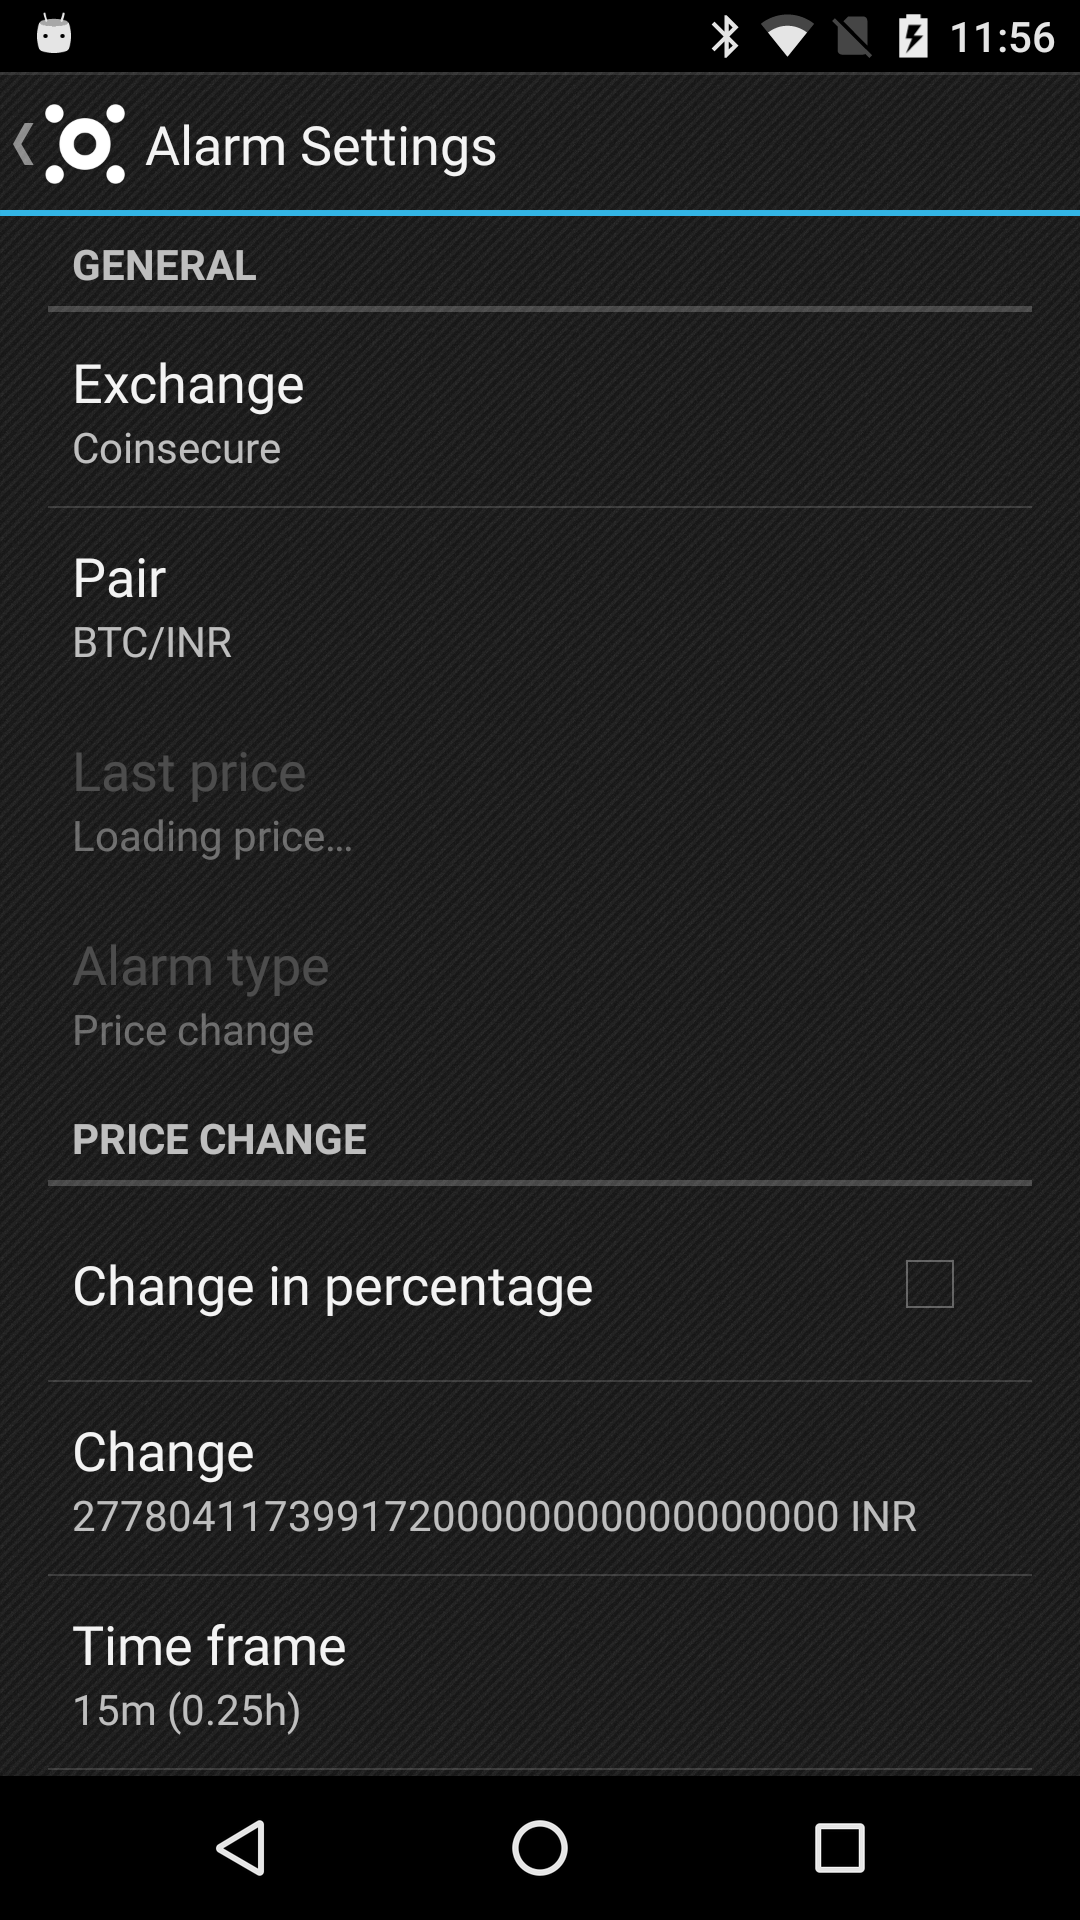 11:56
Alarm Settings
GENERAL
Exchange
Coinsecure
Pair
BTC/INR
Last price
Loading price...
Alarm type
Price change
PRICE CHANGE
Change in percentage
Change
27780411739917200000000000000000 INR
Time frame
15m (0.25h)